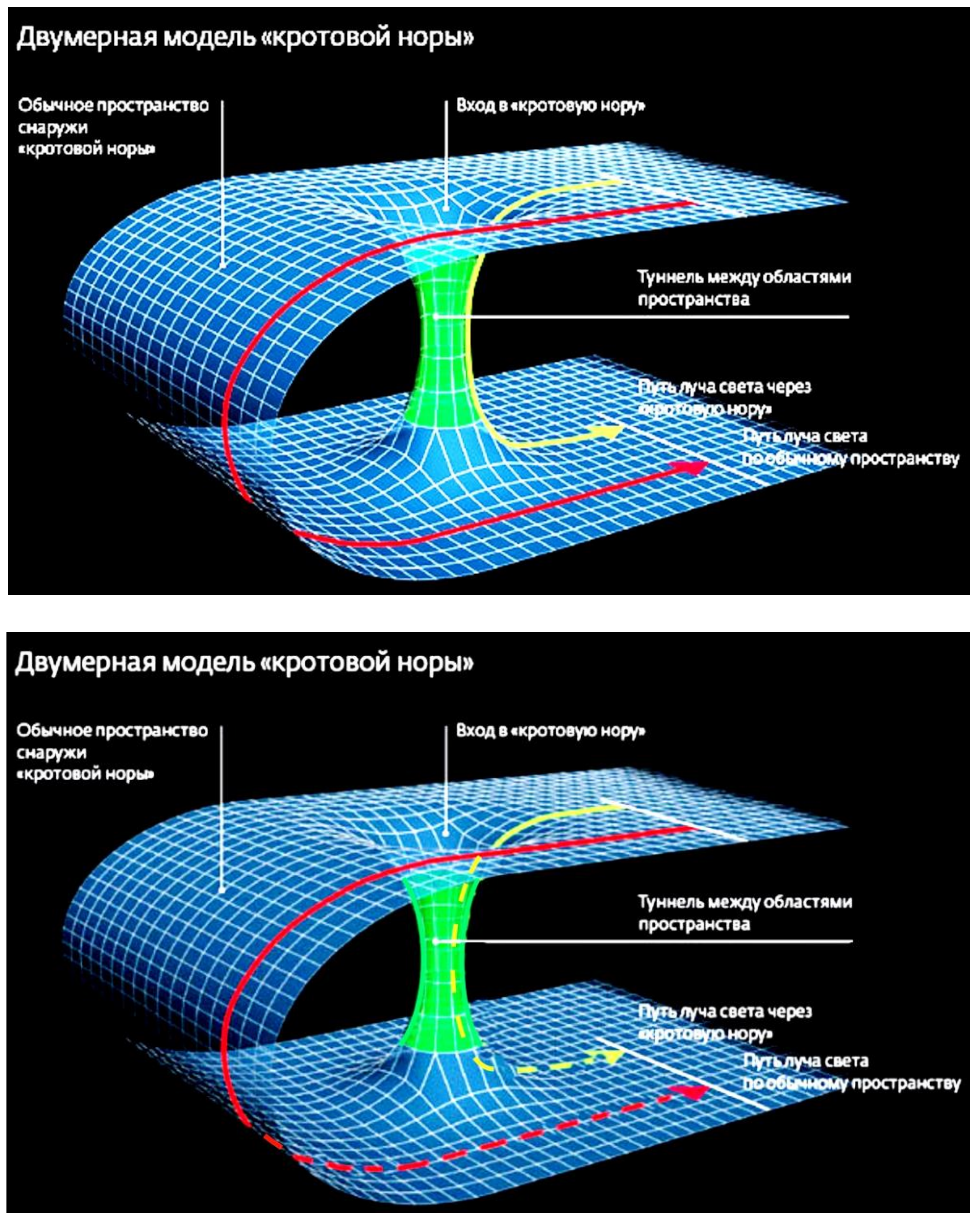 Двумерная модель «кротовой норы»
Обычное пространство
снаружи
«кротовой норы»
Вход в «кротовую нору»
Туннель между областями
пространства
Путь луча света через
«кротовую нору»
Путь луча света
по обычному пространству
Двумерная модель «кротовой норы»
Обычное пространство
снаружи
«кротовой норы»
Вход в «кротовую нору»
Туннель между областями
пространства
Путь луча света через
«кротовую нору»
Путь луча света
по обычному пространству